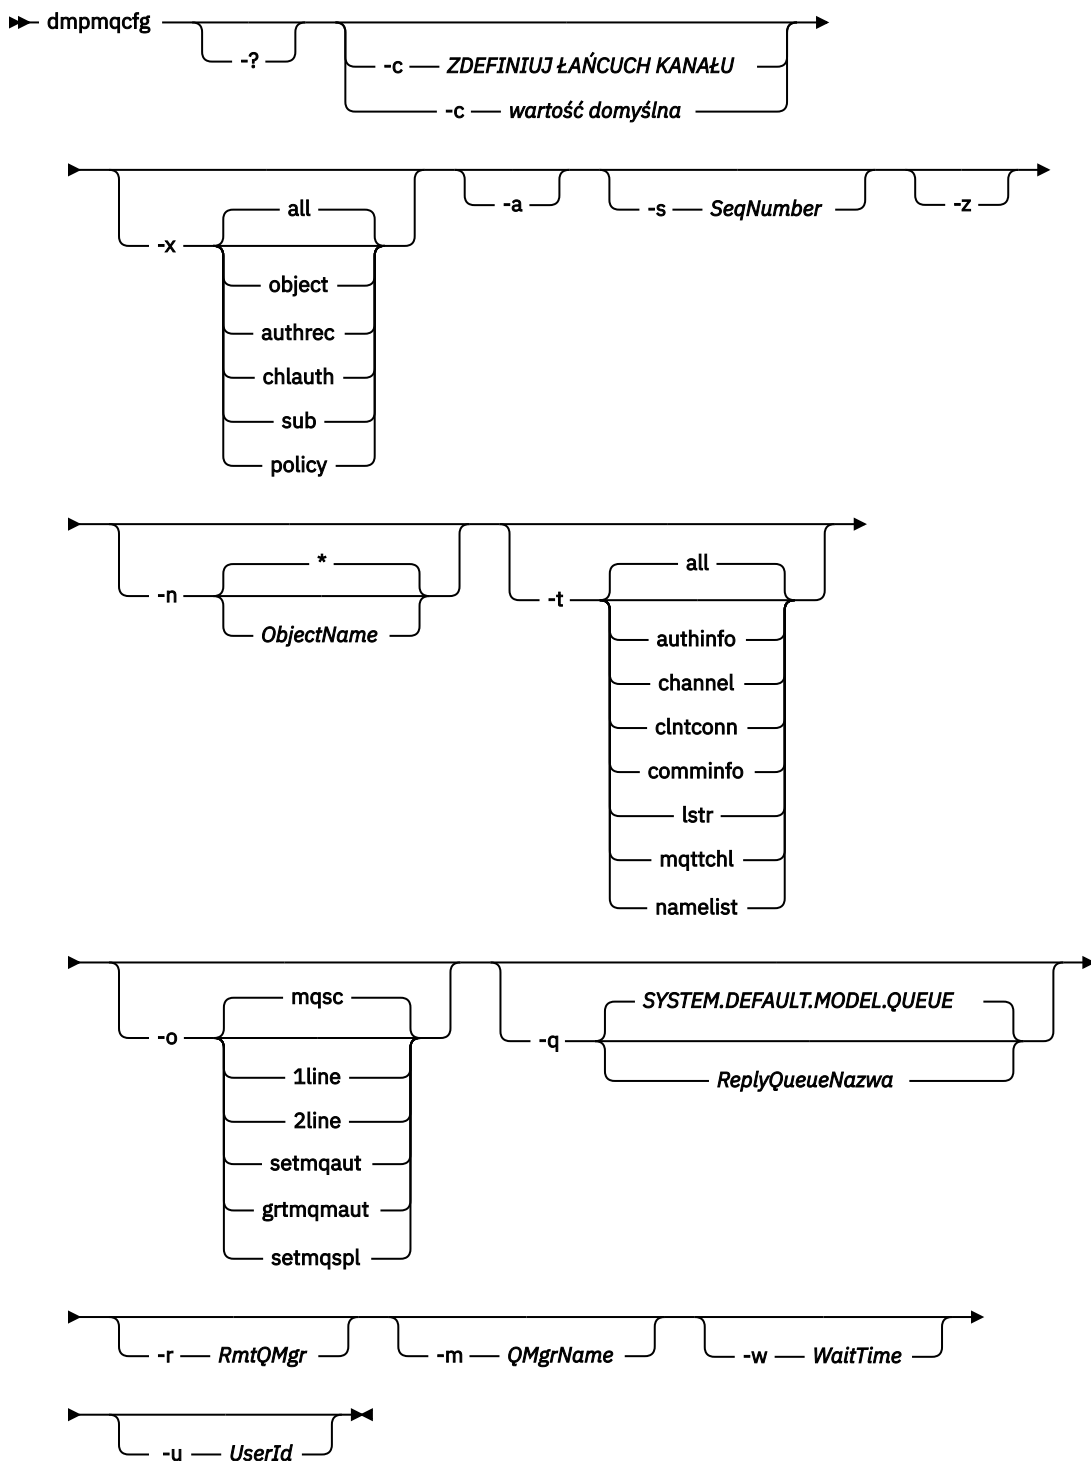 dmpmqcfg
-?
-c ZDEFINIUJ ŁAŃCUCH KANAŁU
-c wartość domyślna
-x
all
object
authrec
chlauth
sub
policy
-a
-s SeqNumber
-z
-n
*
ObjectName
-t
all
authinfo
channel
clntconn
comminfo
lstr
mqttchl
namelist
-o
mqsc
1line
2line
setmqaut
grtmqmaut
setmqspl
-q
SYSTEM.DEFAULT.MODEL.QUEUE
ReplyQueueNazwa
-r RmtQMgr
-m QMgrName
-w WaitTime
-u UserId